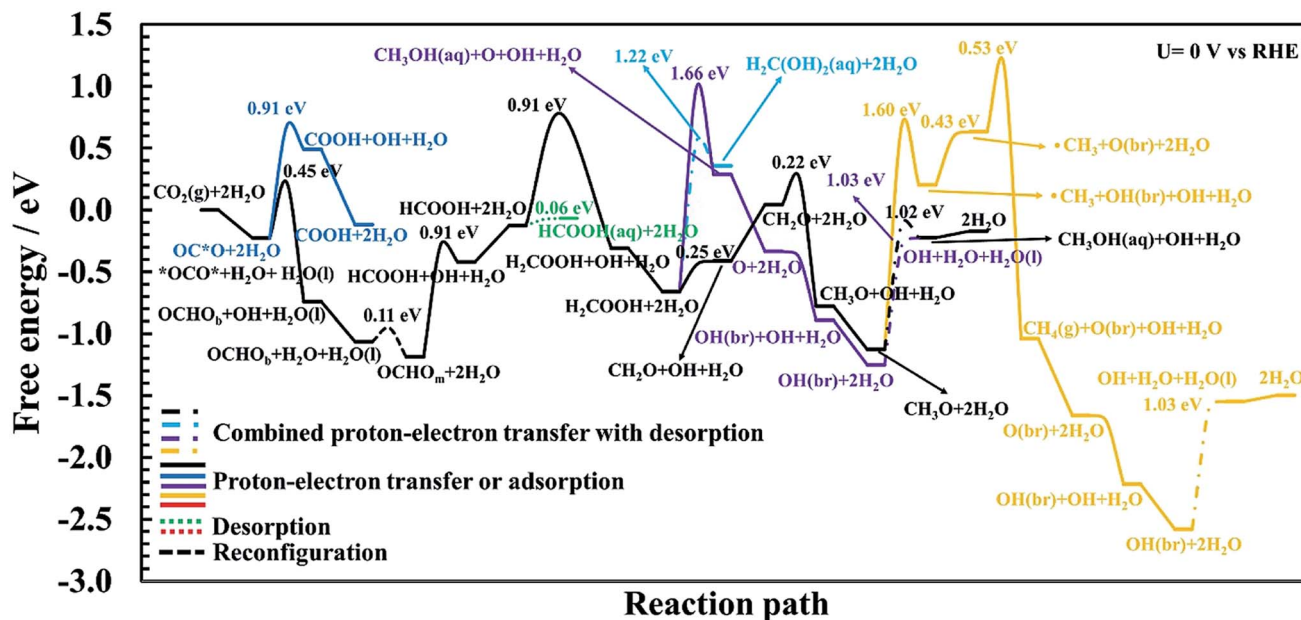 1.5
1.0
0.5
0.0
-0.5
-1.0
-1.5
-2.0
-2.5
-3.0
Free energy / eV
Reaction path
U= 0 V vs RHE
CO₂(g)+2H₂O
OC*O+2H₂O
*OCO*+H₂O+ H₂O(l)
0.91 eV
COOH+OH+H₂O
0.45 eV
COOH+2H₂O
OCHO_b+OH+H₂O(l)
OCHO_b+H₂O+H₂O(l)
0.11 eV
OCHO_m+2H₂O
0.91 eV
HCOOH+OH+H₂O
HCOOH+2H₂O
0.91 eV
0.06 eV
HCOOH(aq)+2H₂O
H₂COOH+OH+H₂O
H₂COOH+2H₂O
0.25 eV
CH₂O+OH+H₂O
CH₃OH(aq)+O+OH+H₂O
1.22 eV
1.66 eV
H₂C(OH)₂(aq)+2H₂O
O+2H₂O
OH(br)+OH+H₂O
OH(br)+2H₂O
0.22 eV
CH₂O+2H₂O
CH₃O+OH+H₂O
CH₃O+2H₂O
1.03 eV
1.02 eV
2H₂O
OH+H₂O+H₂O(l)
CH₃OH(aq)+OH+H₂O
1.60 eV
0.43 eV
0.53 eV
•CH₃+O(br)+2H₂O
•CH₃+OH(br)+OH+H₂O
CH₄(g)+O(br)+OH+H₂O
O(br)+2H₂O
OH(br)+OH+H₂O
OH(br)+2H₂O
1.03 eV
OH+H₂O+H₂O(l)
2H₂O
Combined proton-electron transfer with desorption
Proton-electron transfer or adsorption
Desorption
Reconfiguration